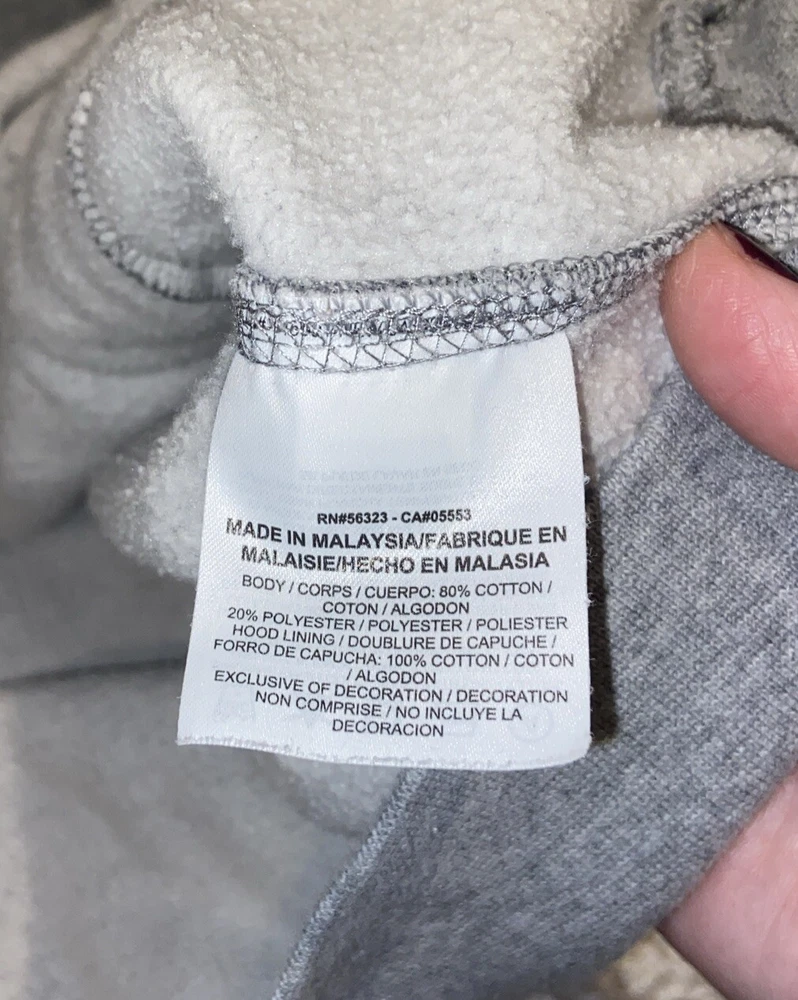 RN#56323 - CA#05553
MADE IN MALAYSIA/FABRIQUE EN
MALAISIE/HECHO EN MALASIA
BODY / CORPS / CUERPO: 80% COTTON /
COTON / ALGODON
20% POLYESTER / POLYESTER / POLIESTER
HOOD LINING / DOUBLURE DE CAPUCHE /
FORRO DE CAPUCHA: 100% COTTON / COTON
/ ALGODON
EXCLUSIVE OF DECORATION / DECORATION
NON COMPRISE / NO INCLUYE LA
DECORACION